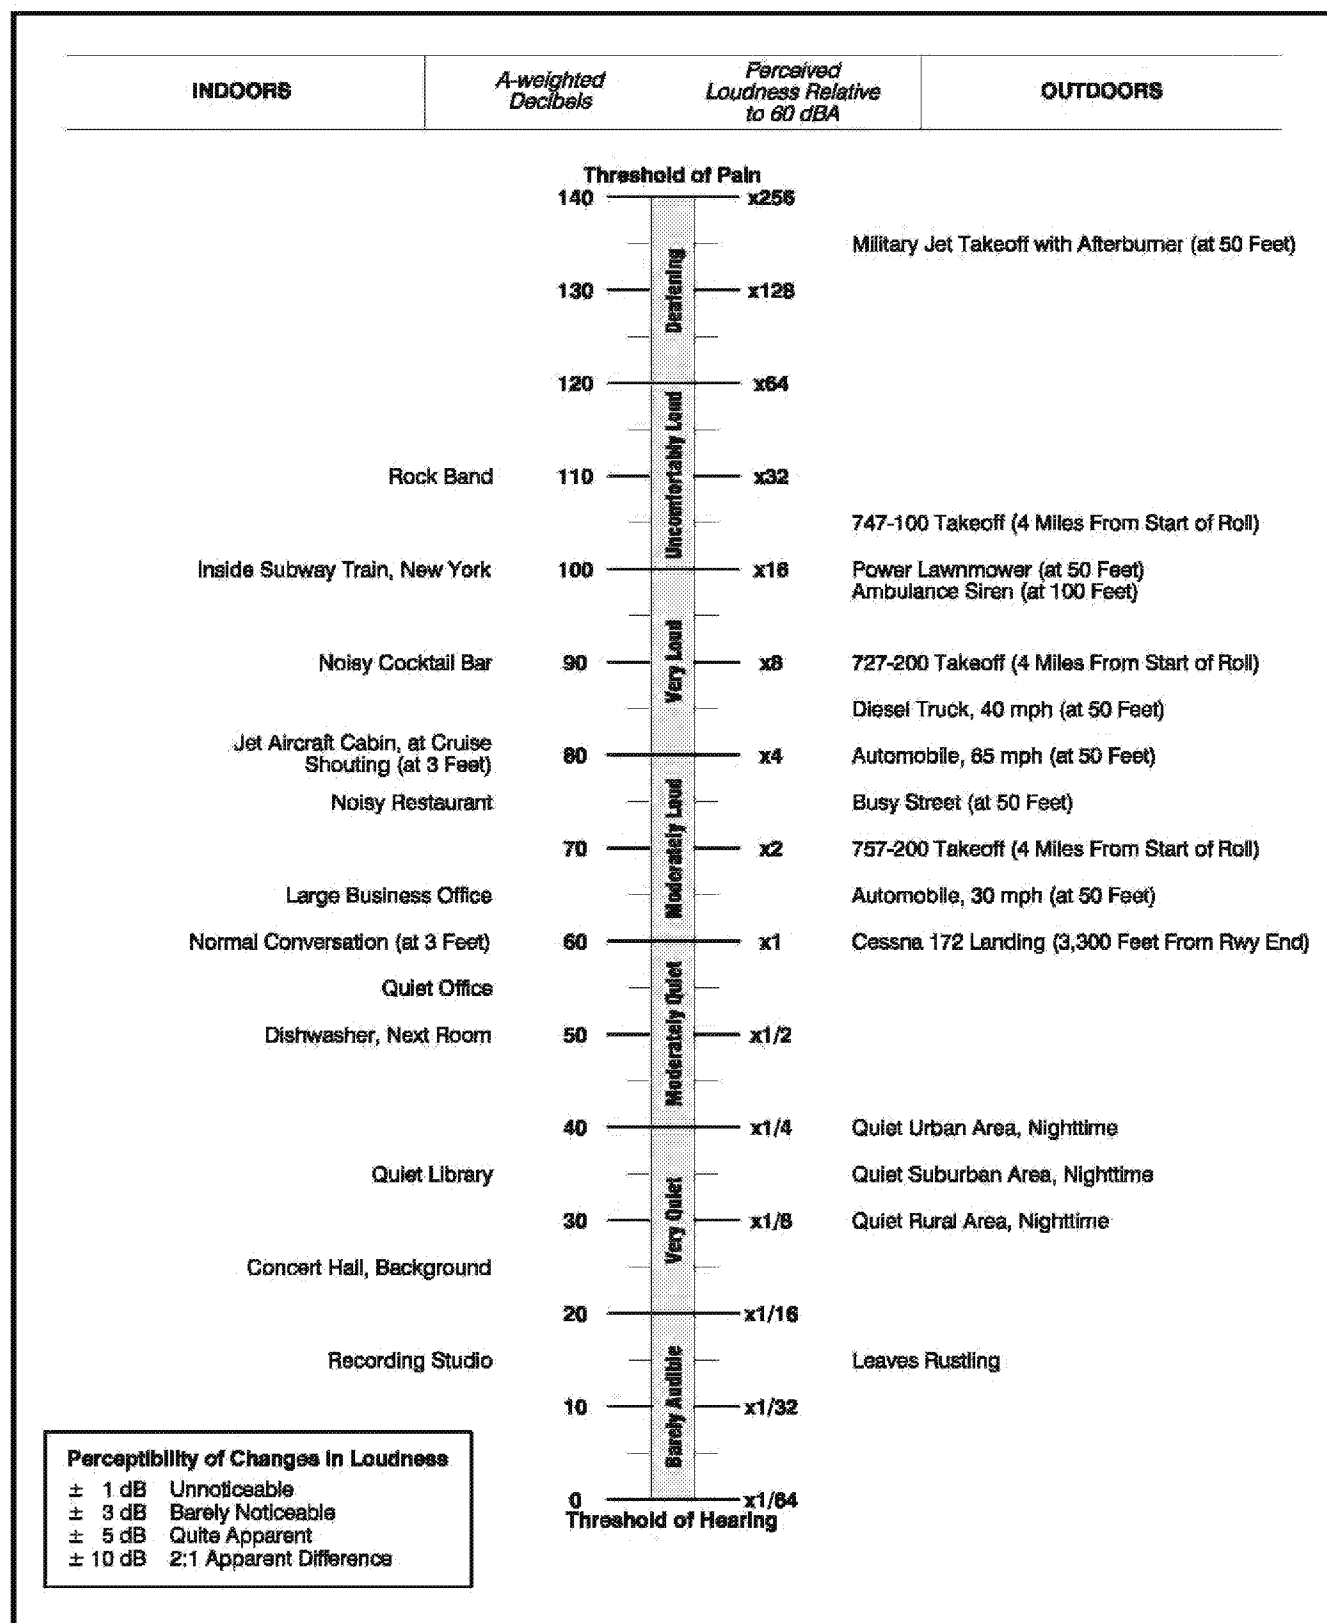 INDOORS
A-weighted
Decibels
Perceived
Loudness Relative
to 60 dBA
OUTDOORS
Threshold of Pain
140 x256
Military Jet Takeoff with Afterburner (at 50 Feet)
Deafening
130 x128
120 x64
Uncomfortably Loud
Rock Band 110 x32
747-100 Takeoff (4 Miles From Start of Roll)
Inside Subway Train, New York 100 x16 Power Lawnmower (at 50 Feet)
Ambulance Siren (at 100 Feet)
Very Loud
Noisy Cocktail Bar 90 x8 727-200 Takeoff (4 Miles From Start of Roll)
Diesel Truck, 40 mph (at 50 Feet)
Jet Aircraft Cabin, at Cruise
Shouting (at 3 Feet) 80 x4 Automobile, 65 mph (at 50 Feet)
Noisy Restaurant Busy Street (at 50 Feet)
Moderately Loud
70 x2 757-200 Takeoff (4 Miles From Start of Roll)
Large Business Office Automobile, 30 mph (at 50 Feet)
Normal Conversation (at 3 Feet) 60 x1 Cessna 172 Landing (3,300 Feet From Rwy End)
Quiet Office
Moderately Quiet
Dishwasher, Next Room 50 x1/2
40 x1/4 Quiet Urban Area, Nighttime
Quiet Library Quiet Suburban Area, Nighttime
Very Quiet
30 x1/8 Quiet Rural Area, Nighttime
Concert Hall, Background
20 x1/16
Recording Studio Leaves Rustling
Barely Audible
10 x1/32
0 x1/64
Threshold of Hearing
Perceptibility of Changes in Loudness
± 1 dB Unnoticeable
± 3 dB Barely Noticeable
± 5 dB Quite Apparent
± 10 dB 2:1 Apparent Difference